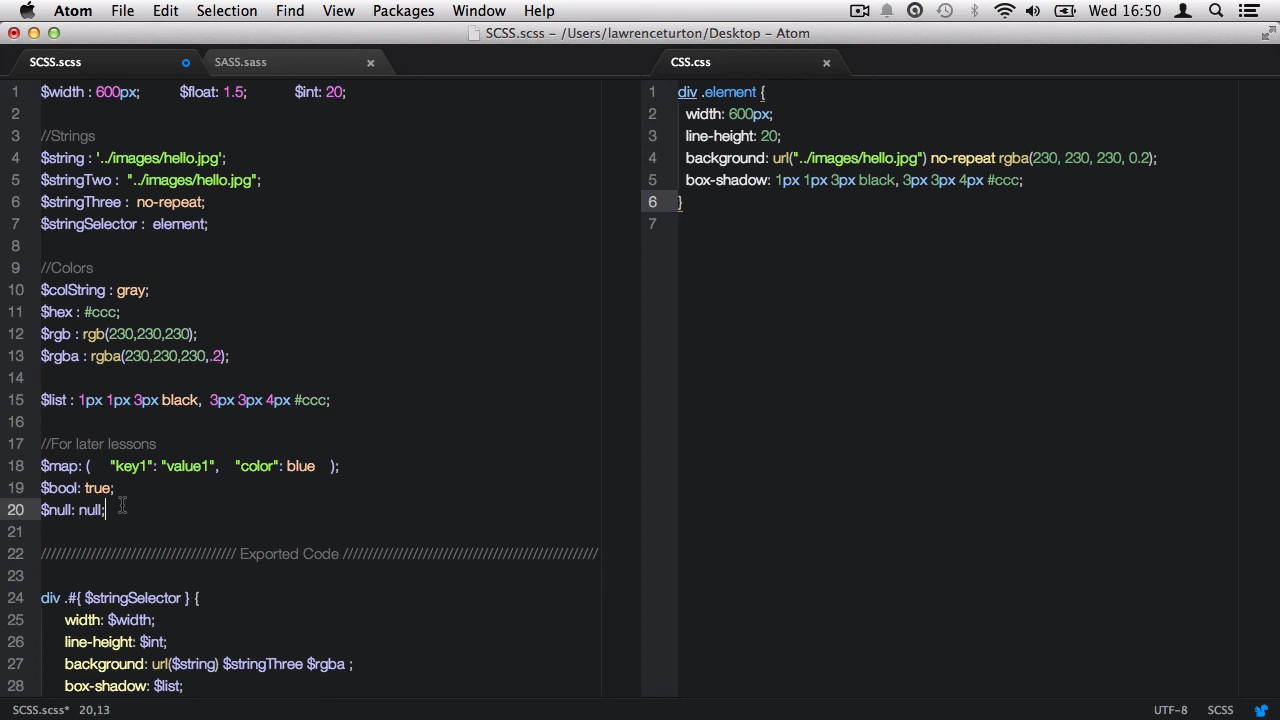 Atom File Edit Selection Find View Packages Window Help Wed 16:50
SCSS.scss – /Users/lawrenceturton/Desktop – Atom
SCSS.scss SASS.sass CSS.css
1 $width : 600px; $float: 1.5; $int: 20;
2
3 //Strings
4 $string : '../images/hello.jpg';
5 $stringTwo : "../images/hello.jpg";
6 $stringThree : no-repeat;
7 $stringSelector : element;
8
9 //Colors
10 $colString : gray;
11 $hex : #ccc;
12 $rgb : rgb(230,230,230);
13 $rgba : rgba(230,230,230,.2);
14
15 $list : 1px 1px 3px black, 3px 3px 4px #ccc;
16
17 //For later lessons
18 $map: ( "key1": "value1", "color": blue );
19 $bool: true;
20 $null: null;
21
22 /////////////////////////////////////// Exported Code ///////////////////////////////////////////////////
23
24 div .#{ $stringSelector } {
25 width: $width;
26 line-height: $int;
27 background: url($string) $stringThree $rgba ;
28 box-shadow: $list;
1 div .element {
2 width: 600px;
3 line-height: 20;
4 background: url("../images/hello.jpg") no-repeat rgba(230, 230, 230, 0.2);
5 box-shadow: 1px 1px 3px black, 3px 3px 4px #ccc;
6 }
7
SCSS.scss* 20,13 UTF-8 SCSS